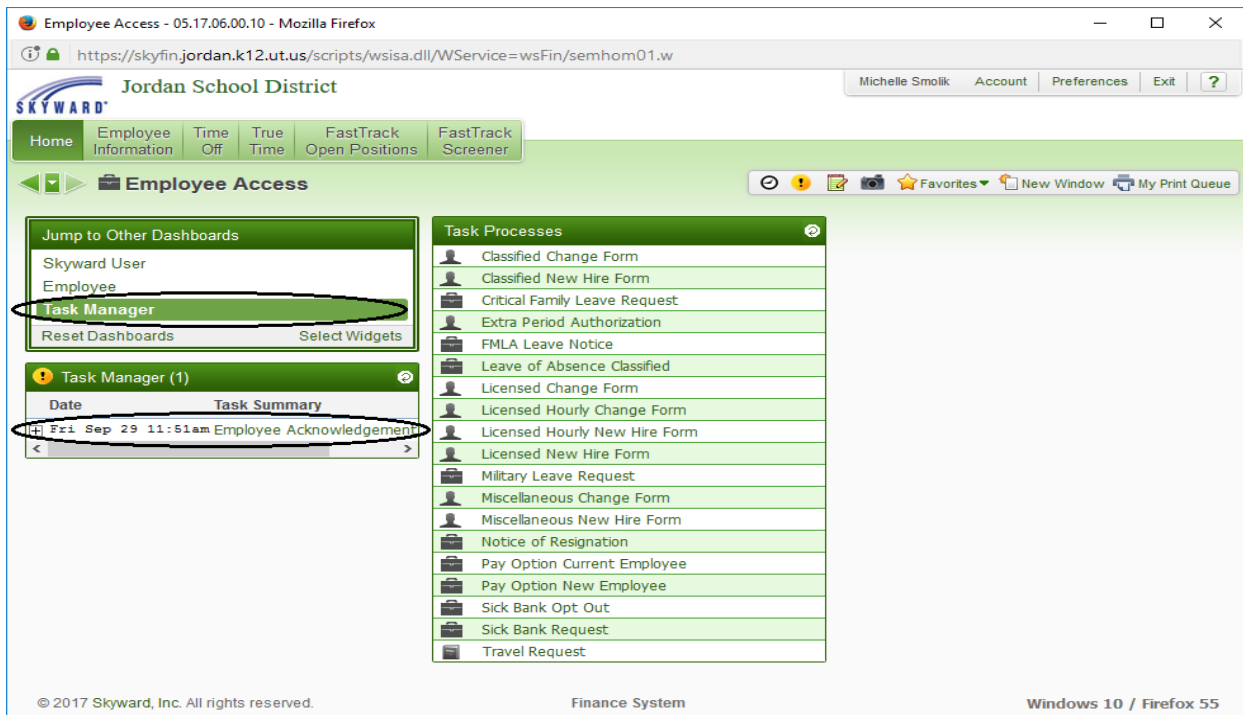 Employee Access - 05.17.06.00.10 - Mozilla Firefox
https://skyfin.jordan.k12.ut.us/scripts/wsisa.dll/WService=wsFin/semhom01.w
SKYWARD® Jordan School District
Michelle Smolik Account Preferences Exit ?
Home Employee Information Time Off True Time FastTrack Open Positions FastTrack Screener
Employee Access
Favorites New Window My Print Queue
Jump to Other Dashboards
Skyward User
Employee
Task Manager
Reset Dashboards Select Widgets
Task Manager (1)
Date Task Summary
Fri Sep 29 11:51am Employee Acknowledgement
Task Processes
Classified Change Form
Classified New Hire Form
Critical Family Leave Request
Extra Period Authorization
FMLA Leave Notice
Leave of Absence Classified
Licensed Change Form
Licensed Hourly Change Form
Licensed Hourly New Hire Form
Licensed New Hire Form
Military Leave Request
Miscellaneous Change Form
Miscellaneous New Hire Form
Notice of Resignation
Pay Option Current Employee
Pay Option New Employee
Sick Bank Opt Out
Sick Bank Request
Travel Request
© 2017 Skyward, Inc. All rights reserved. Finance System Windows 10 / Firefox 55